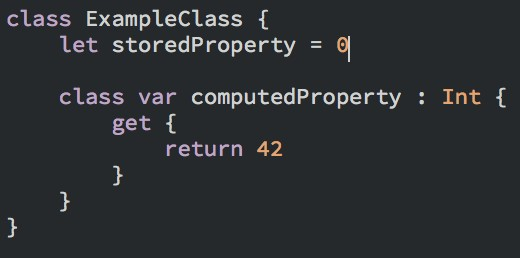 class ExampleClass {
    let storedProperty = 0
    class var computedProperty : Int {
        get {
            return 42
        }
    }
}